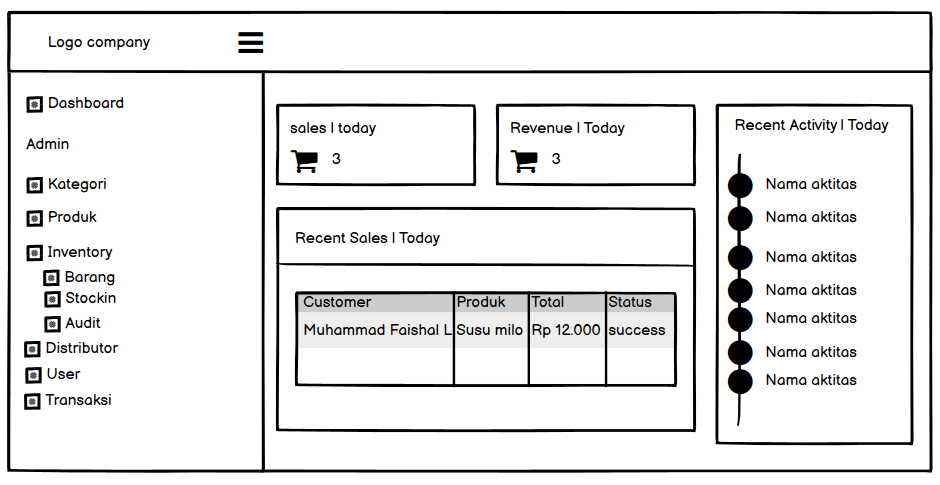 Logo company
Dashboard
Admin
Kategori
Produk
Inventory
Barang
Stockin
Audit
Distributor
User
Transaksi
sales | today
3
Revenue | Today
3
Recent Sales | Today
Customer Produk Total Status
Muhammad Faishal L Susu milo Rp 12.000 success
Recent Activity | Today
Nama aktitas
Nama aktitas
Nama aktitas
Nama aktitas
Nama aktitas
Nama aktitas
Nama aktitas